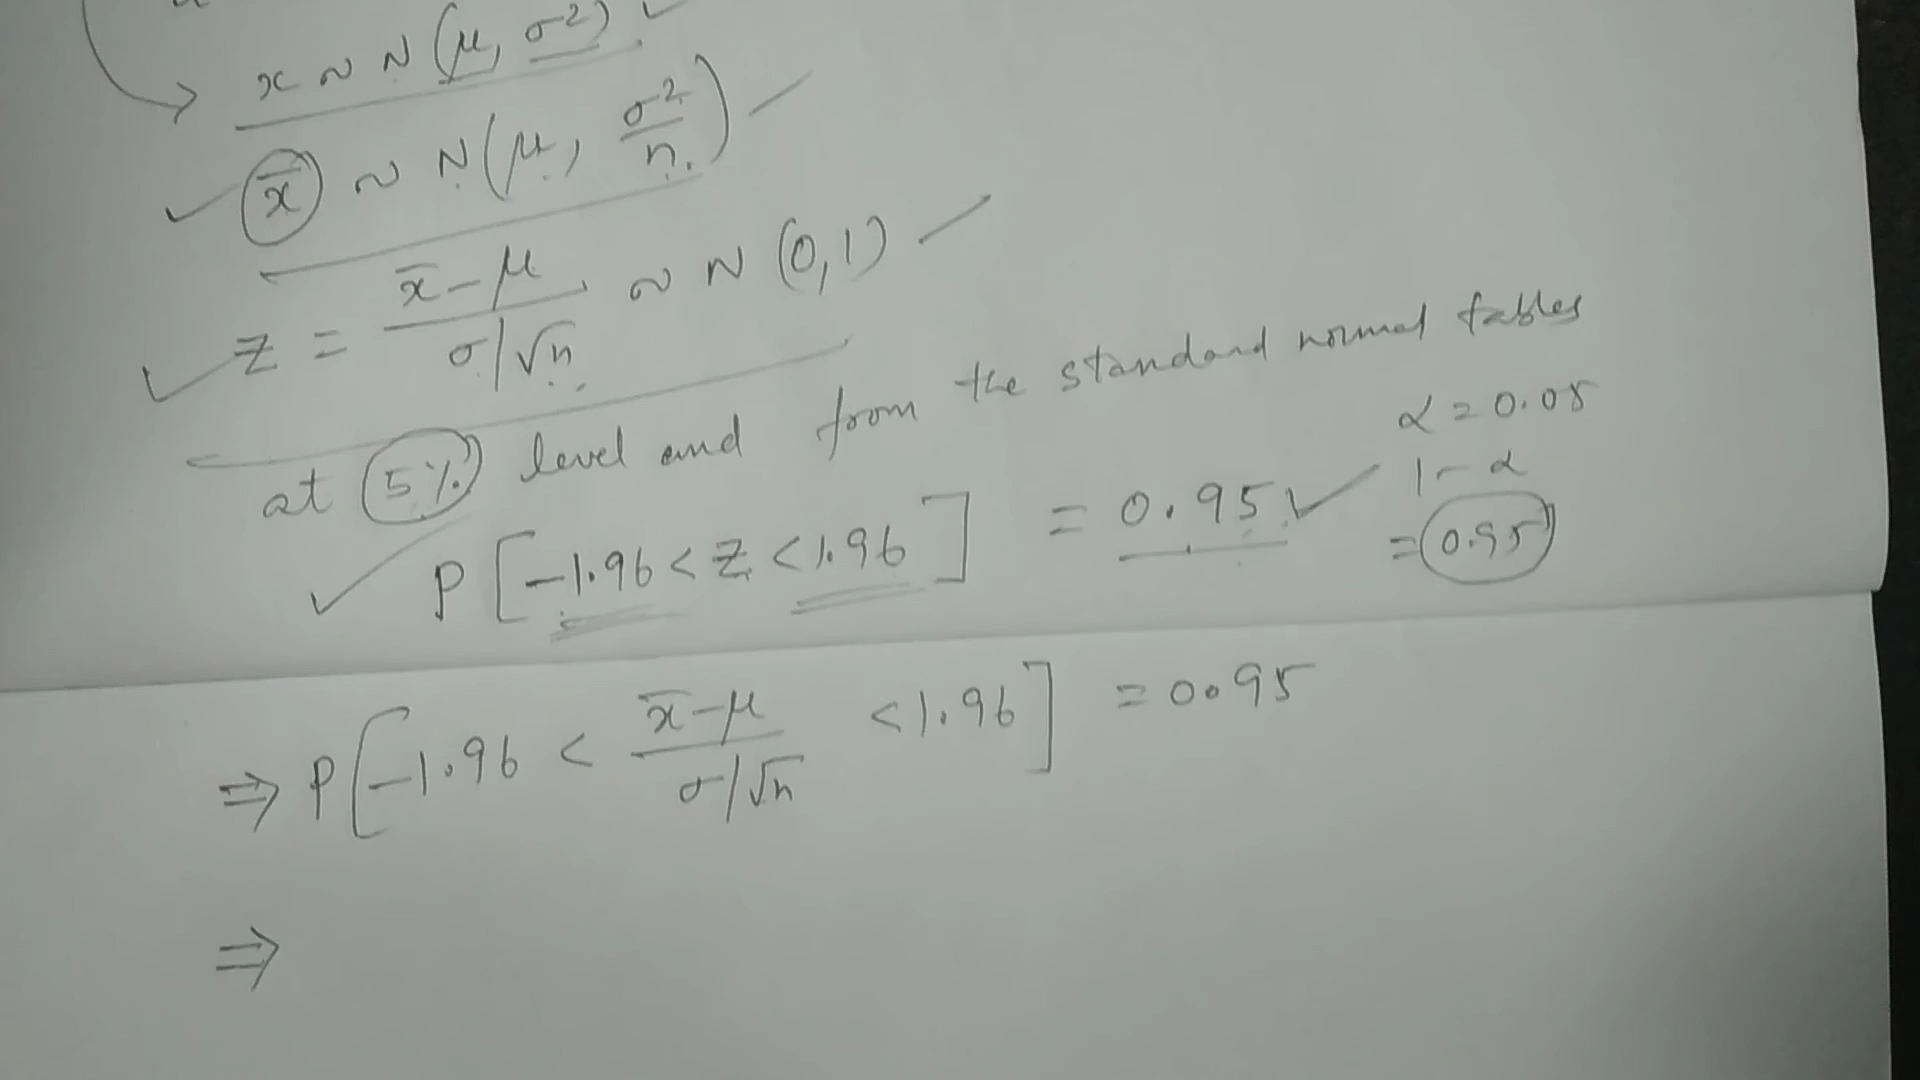 x ~ N (μ, σ²)
x̄ ~ N (μ, σ²/n)
z = (x̄-μ)/(σ/√n) ~ N (0,1)
at 5% level and from the standard normal tables
α = 0.05
1-α
P [-1.96 < z < 1.96] = 0.95
= 0.95
⇒ P [-1.96 < (x̄-μ)/(σ/√n) < 1.96] = 0.95
⇒